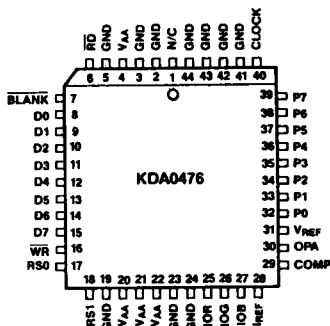 RD
GND
VAA
GND
GND
N/C
GND
GND
GND
GND
CLOCK
6 5 4 3 2 1 44 43 42 41 40
BLANK 7
D0 8
D1 9
D2 10
D3 11
D4 12
D5 13
D6 14
D7 15
WR 16
RS0 17
KDA0476
39 P7
38 P6
37 P5
36 P4
35 P3
34 P2
33 P1
32 P0
31 VREF
30 OPA
29 COMP
18 19 20 21 22 23 24 25 26 27 28
RS1
GND
VAA
VAA
VAA
GND
GND
IOR
IOG
IOB
REF